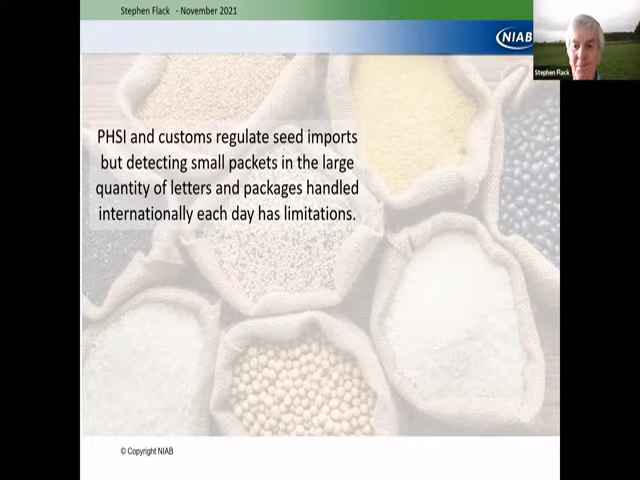 Stephen Flack - November 2021
NIAB
Stephen Flack
PHSI and customs regulate seed imports
but detecting small packets in the large
quantity of letters and packages handled
internationally each day has limitations.
© Copyright NIAB